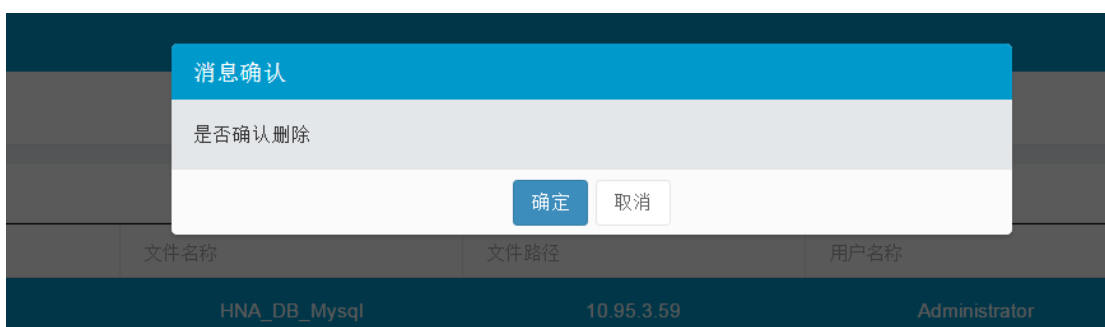 消息确认
是否确认删除
确定 取消
文件名称 文件路径 用户名称
HNA_DB_Mysql 10.95.3.59 Administrator